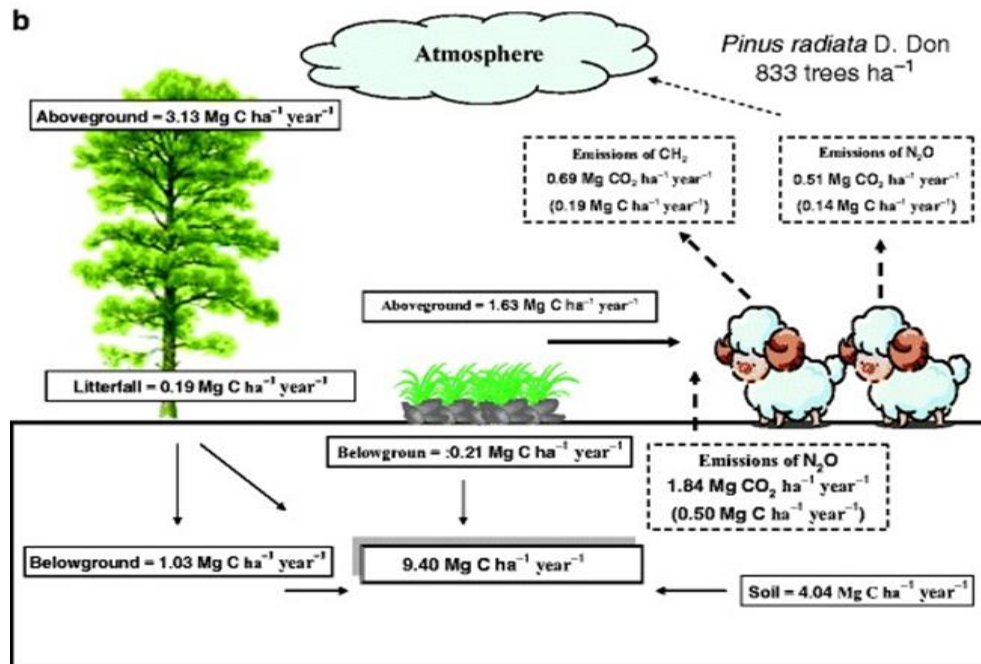 b
Atmosphere
Pinus radiata D. Don
833 trees ha⁻¹
Aboveground = 3.13 Mg C ha⁻¹ year⁻¹
Emissions of CH₂
0.69 Mg CO₂ ha⁻¹ year⁻¹
(0.19 Mg C ha⁻¹ year⁻¹)
Emissions of N₂O
0.51 Mg CO₂ ha⁻¹ year⁻¹
(0.14 Mg C ha⁻¹ year⁻¹)
Aboveground = 1.63 Mg C ha⁻¹ year⁻¹
Litterfall = 0.19 Mg C ha⁻¹ year⁻¹
Belowgroun = :0.21 Mg C ha⁻¹ year⁻¹
Emissions of N₂O
1.84 Mg CO₂ ha⁻¹ year⁻¹
(0.50 Mg C ha⁻¹ year⁻¹)
Belowground = 1.03 Mg C ha⁻¹ year⁻¹
9.40 Mg C ha⁻¹ year⁻¹
Soil = 4.04 Mg C ha⁻¹ year⁻¹